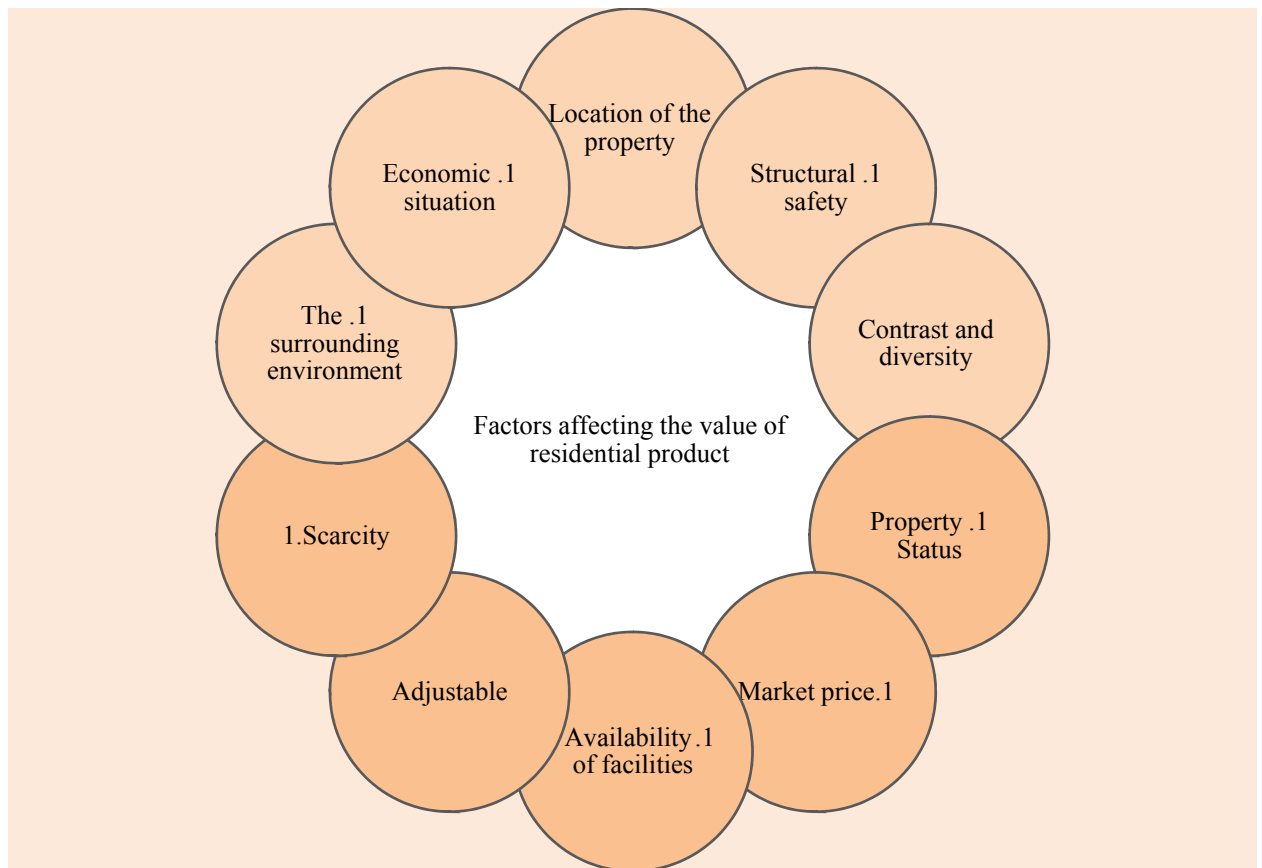 Location of the
property
Structural .1
safety
Contrast and
diversity
Property .1
Status
Market price.1
Availability .1
of facilities
Adjustable
1.Scarcity
The .1
surrounding
environment
Economic .1
situation
Factors affecting the value of
residential product